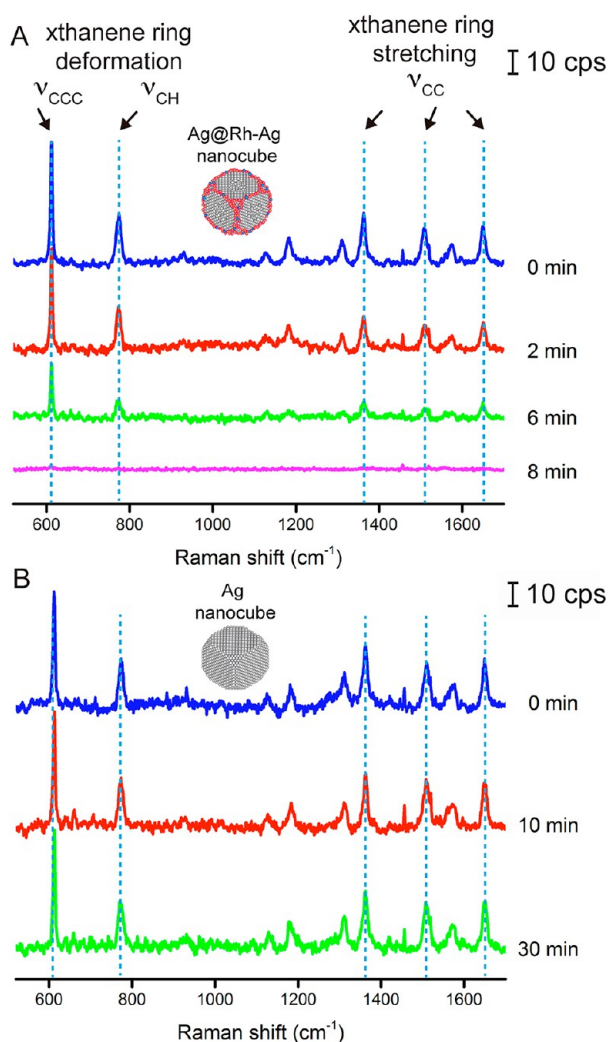 A
xthanene ring
deformation
xthanene ring
stretching
10 cps
νCCC
νCH
νCC
Ag@Rh-Ag
nanocube
0 min
2 min
6 min
8 min
600 800 1000 1200 1400 1600
Raman shift (cm-1)
B
Ag
nanocube
10 cps
0 min
10 min
30 min
600 800 1000 1200 1400 1600
Raman shift (cm-1)